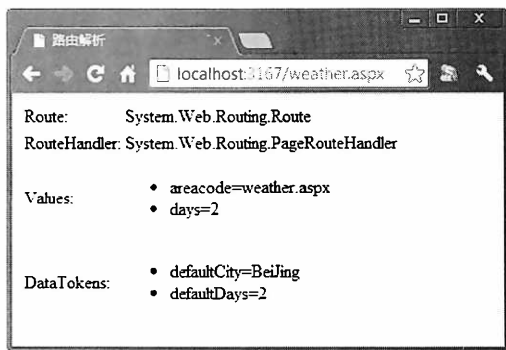 路由解析
localhost:3167/weather.aspx
Route: System.Web.Routing.Route
RouteHandler: System.Web.Routing.PageRouteHandler
Values:
• areacode=weather.aspx
• days=2
DataTokens:
• defaultCity=BeiJing
• defaultDays=2